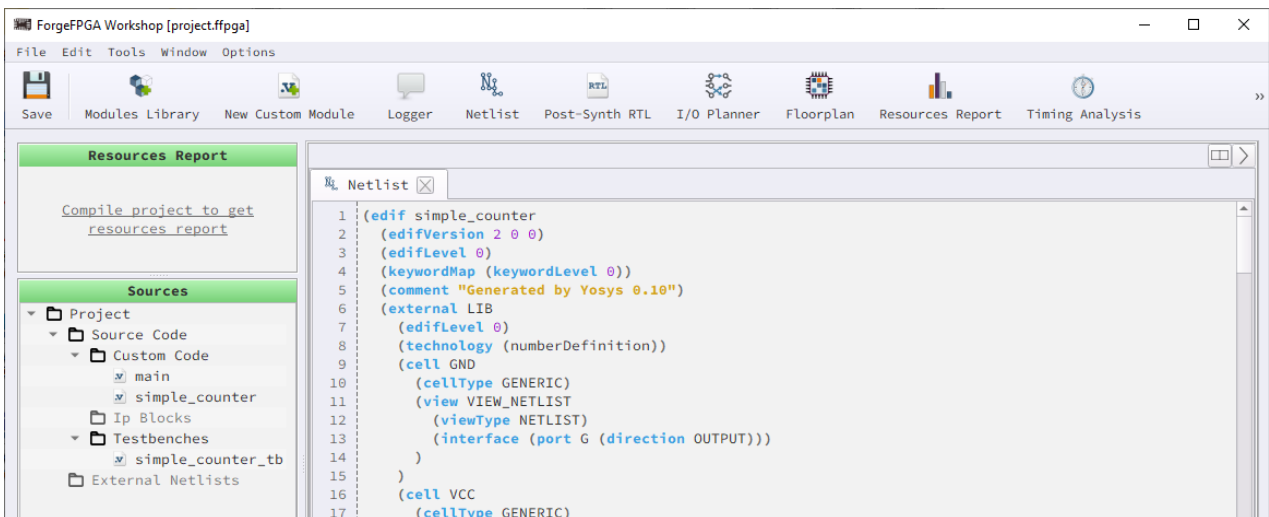 ForgeFPGA Workshop [project.ffpga]
File Edit Tools Window Options
Save Modules Library New Custom Module Logger Netlist Post-Synth RTL I/O Planner Floorplan Resources Report Timing Analysis »
Resources Report
Compile project to get
resources report
Sources
Project
Source Code
Custom Code
main
simple_counter
Ip Blocks
Testbenches
simple_counter_tb
External Netlists
Netlist
1 (edif simple_counter
2 (edifVersion 2 0 0)
3 (edifLevel 0)
4 (keywordMap (keywordLevel 0))
5 (comment "Generated by Yosys 0.10")
6 (external LIB
7 (edifLevel 0)
8 (technology (numberDefinition))
9 (cell GND
10 (cellType GENERIC)
11 (view VIEW_NETLIST
12 (viewType NETLIST)
13 (interface (port G (direction OUTPUT)))
14 )
15 )
16 (cell VCC
17 (cellType GENERIC)